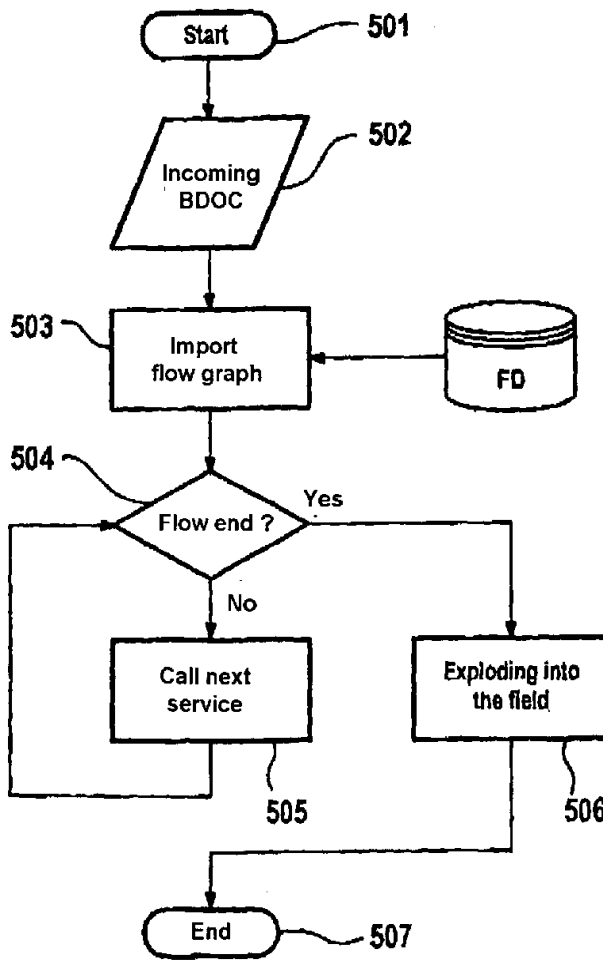 Start
501
Incoming
BDOC
502
503
Import
flow graph
FD
504
Flow end ?
Yes
No
Call next
service
505
Exploding into
the field
506
End
507